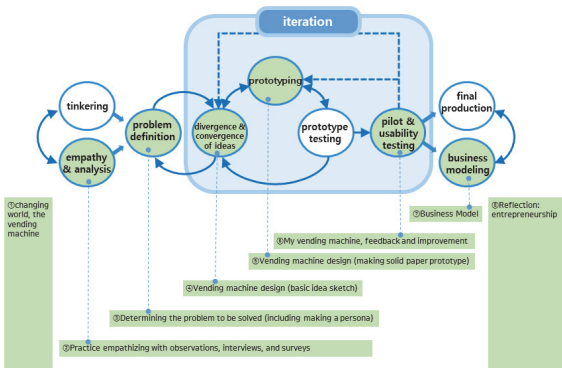 iteration
prototyping
tinkering
problem
definition
divergence &
convergence
of ideas
prototype
testing
pilot &
usability
testing
final
production
empathy
& analysis
business
modeling
①changing
world, the
vending
machine
⑦Business Model
⑧Reflection:
entrepreneurship
⑥My vending machine, feedback and improvement
⑤Vending machine design (making solid paper prototype)
④Vending machine design (basic idea sketch)
③Determining the problem to be solved (including making a persona)
②Practice empathizing with observations, interviews, and surveys